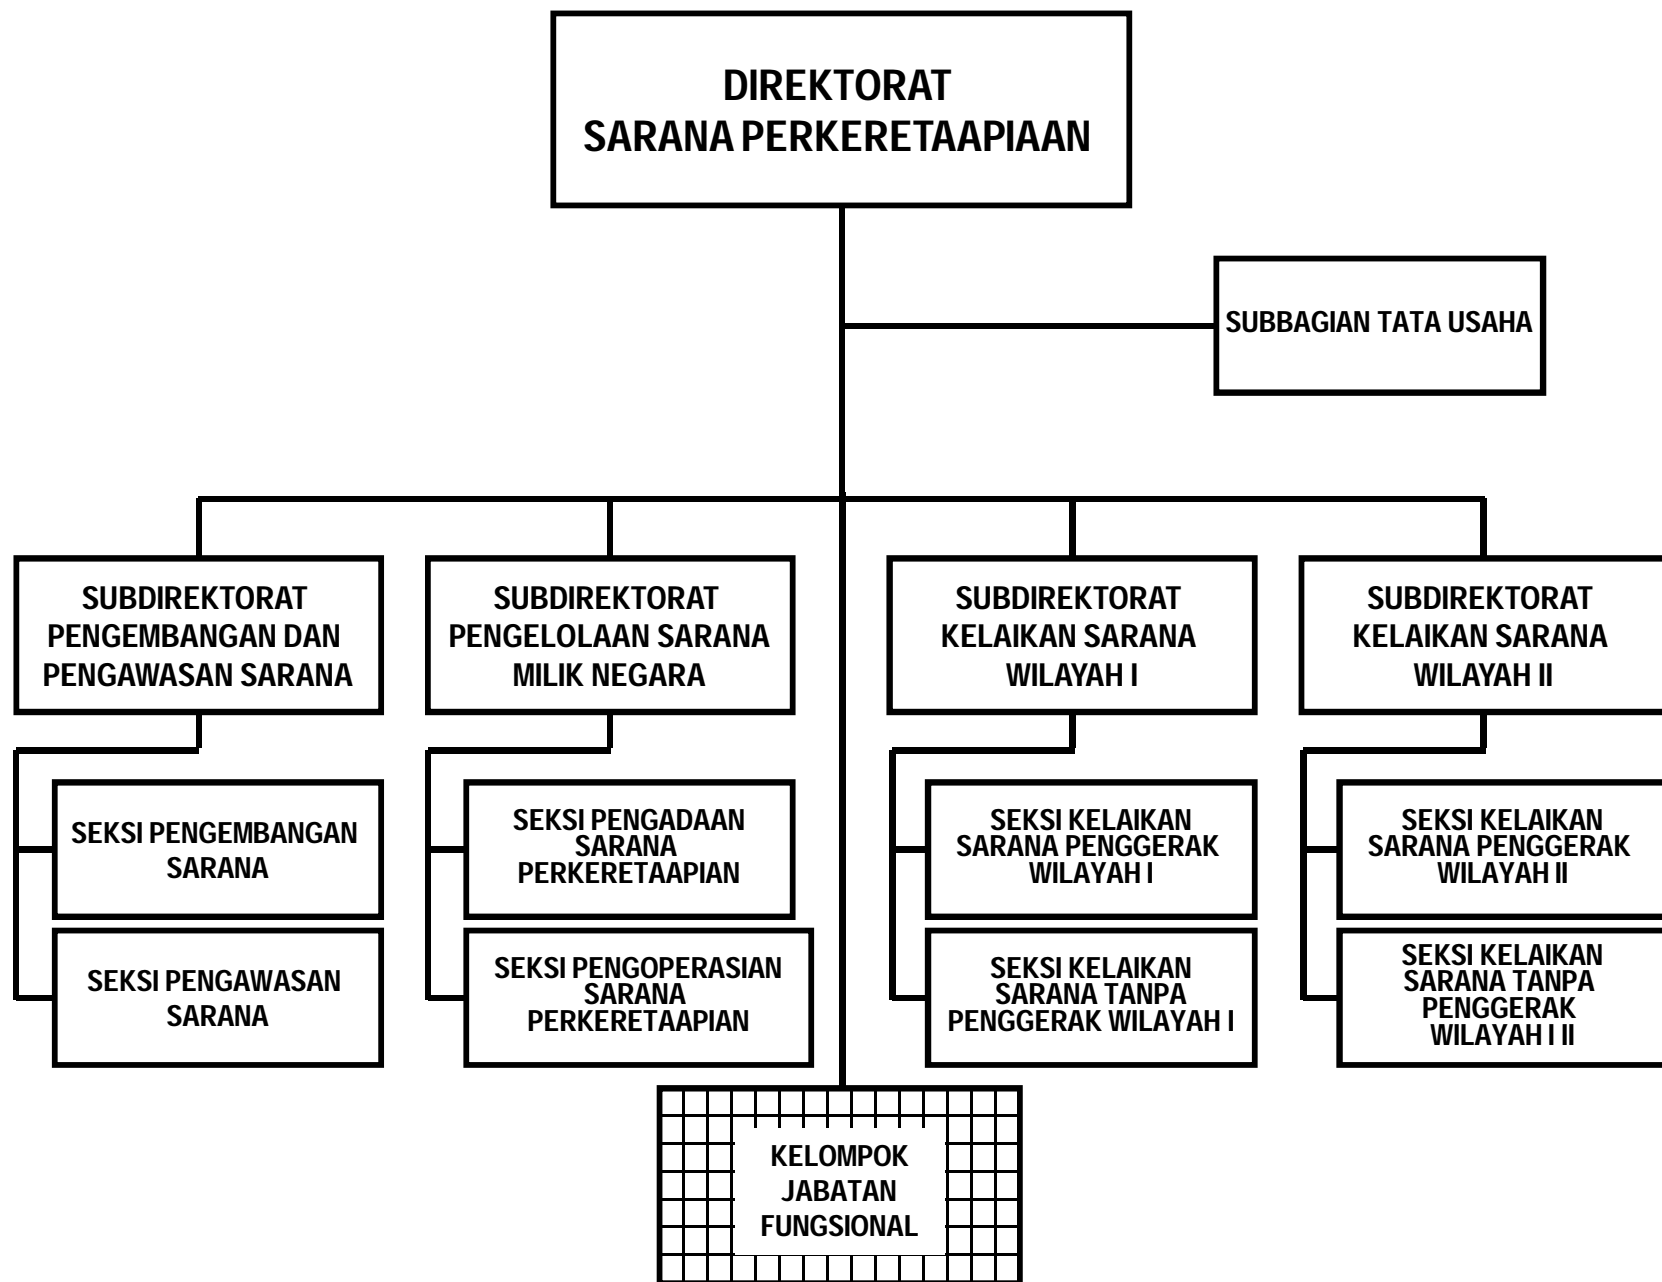 DIREKTORAT
SARANA PERKERETAAPIAAN
SUBBAGIAN TATA USAHA
SUBDIREKTORAT
PENGEMBANGAN DAN
PENGAWASAN SARANA
SUBDIREKTORAT
PENGELOLAAN SARANA
MILIK NEGARA
SUBDIREKTORAT
KELAIKAN SARANA
WILAYAH I
SUBDIREKTORAT
KELAIKAN SARANA
WILAYAH II
SEKSI PENGEMBANGAN
SARANA
SEKSI PENGADAAN
SARANA
PERKERETAAPIAN
SEKSI KELAIKAN
SARANA PENGGERAK
WILAYAH I
SEKSI KELAIKAN
SARANA PENGGERAK
WILAYAH II
SEKSI PENGAWASAN
SARANA
SEKSI PENGOPERASIAN
SARANA
PERKERETAAPIAN
SEKSI KELAIKAN
SARANA TANPA
PENGGERAK WILAYAH I
SEKSI KELAIKAN
SARANA TANPA
PENGGERAK
WILAYAH I II
KELOMPOK
JABATAN
FUNGSIONAL